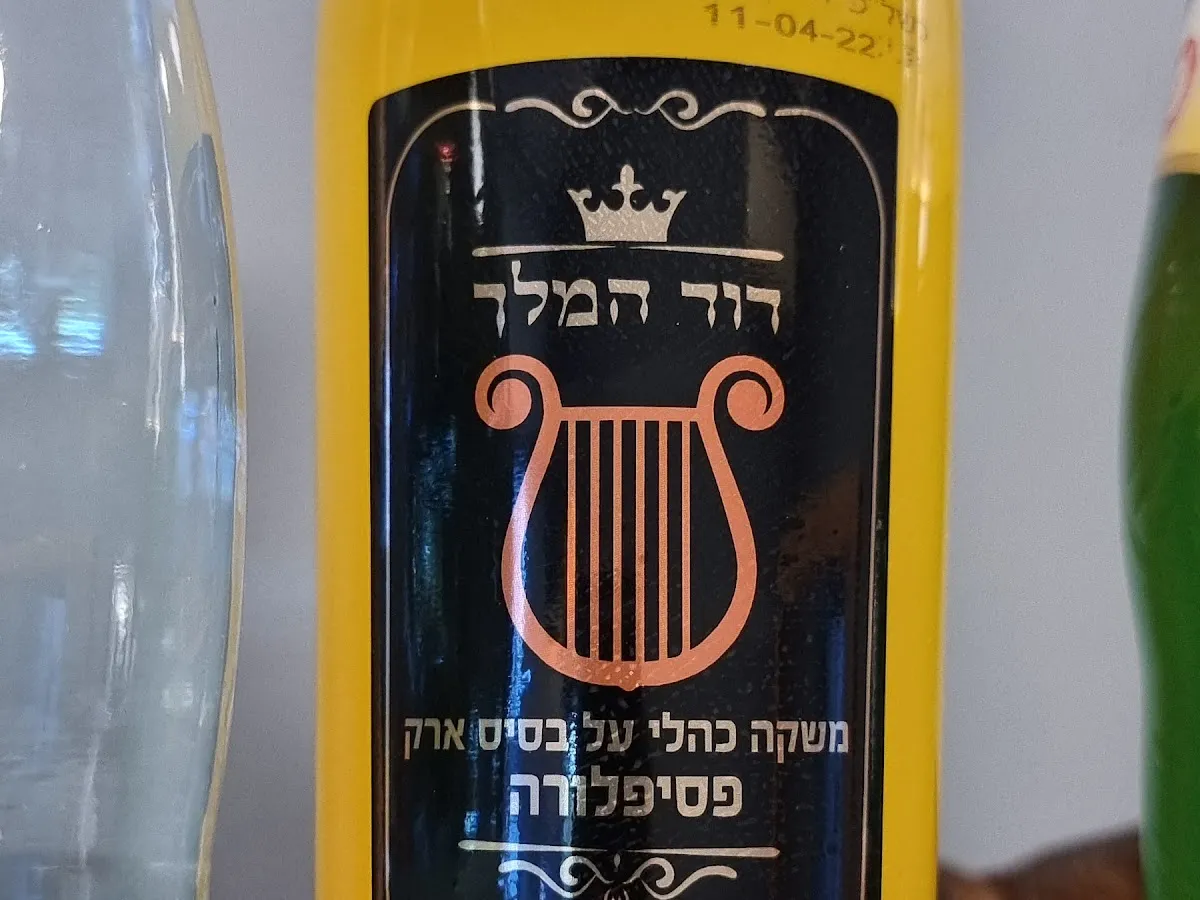 11-04-22
דוד המלך
משקה כהלי על בסיס ארק
פסיפלורה